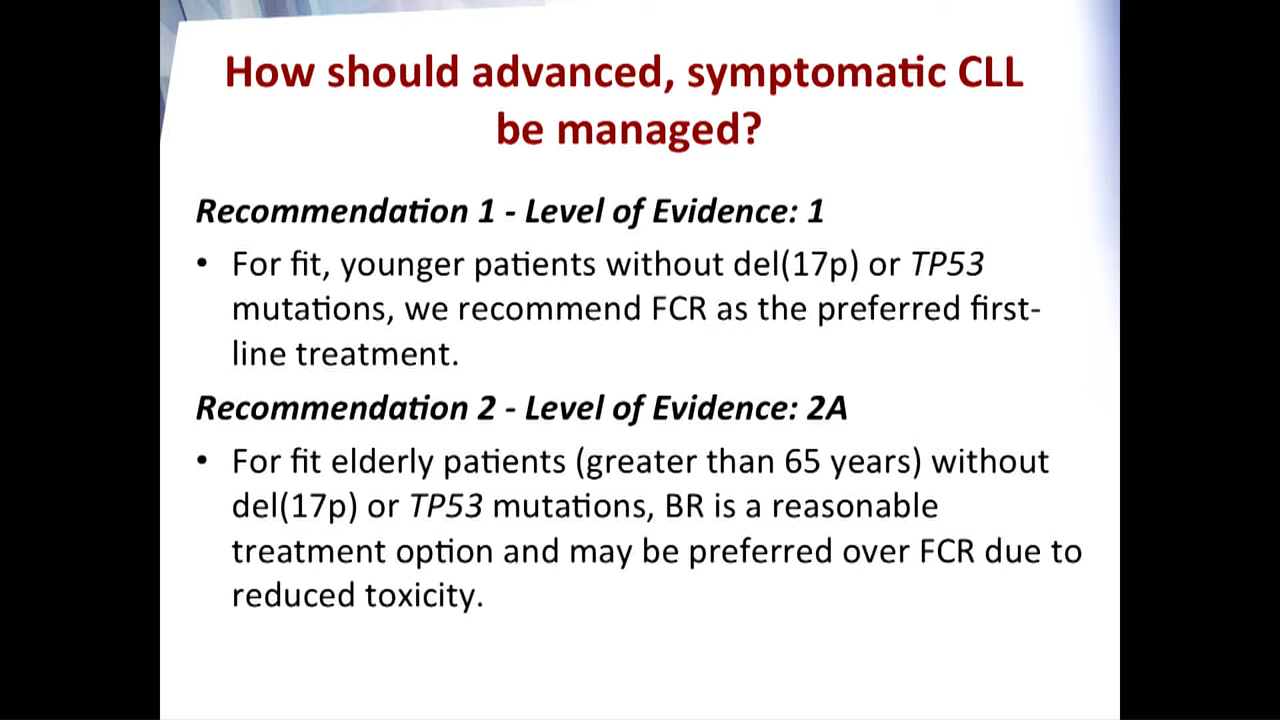 How should advanced, symptomatic CLL
be managed?
Recommendation 1 - Level of Evidence: 1
• For fit, younger patients without del(17p) or TP53
mutations, we recommend FCR as the preferred first-
line treatment.
Recommendation 2 - Level of Evidence: 2A
• For fit elderly patients (greater than 65 years) without
del(17p) or TP53 mutations, BR is a reasonable
treatment option and may be preferred over FCR due to
reduced toxicity.